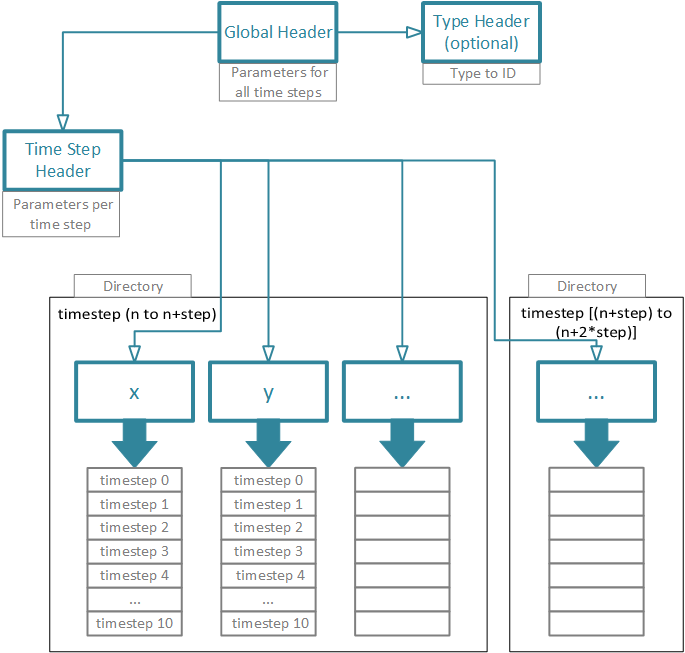 Global Header
Parameters for
all time steps
Type Header
(optional)
Type to ID
Time Step
Header
Parameters per
time step
Directory
timestep (n to n+step)
x
y
...
timestep 0
timestep 1
timestep 2
timestep 3
timestep 4
...
timestep 10
timestep 0
timestep 1
timestep 2
timestep 3
timestep 4
...
timestep 10
Directory
timestep [(n+step) to
(n+2*step)]
...